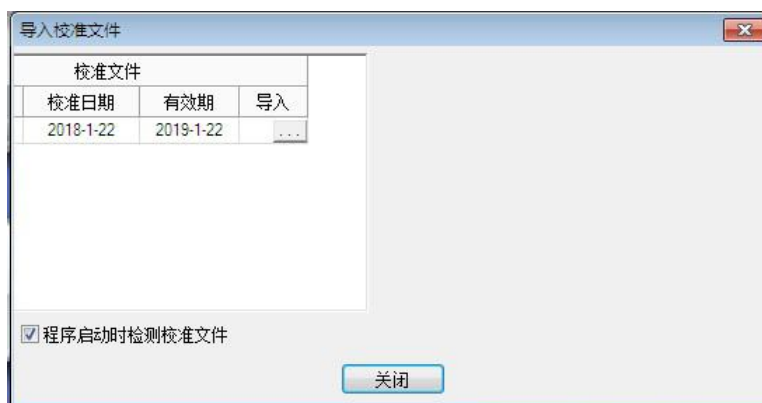 导入校准文件
校准文件
校准日期 有效期 导入
2018-1-22 2019-1-22 ...
程序启动时检测校准文件
关闭